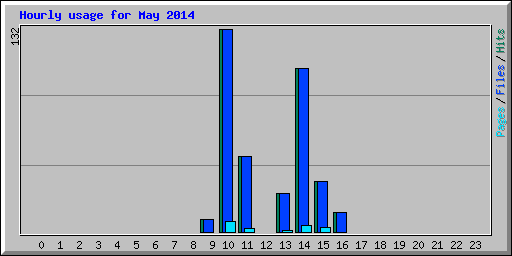 Hourly usage for May 2014
132
Pages/Files/Hits
0 1 2 3 4 5 6 7 8 9 10 11 12 13 14 15 16 17 18 19 20 21 22 23